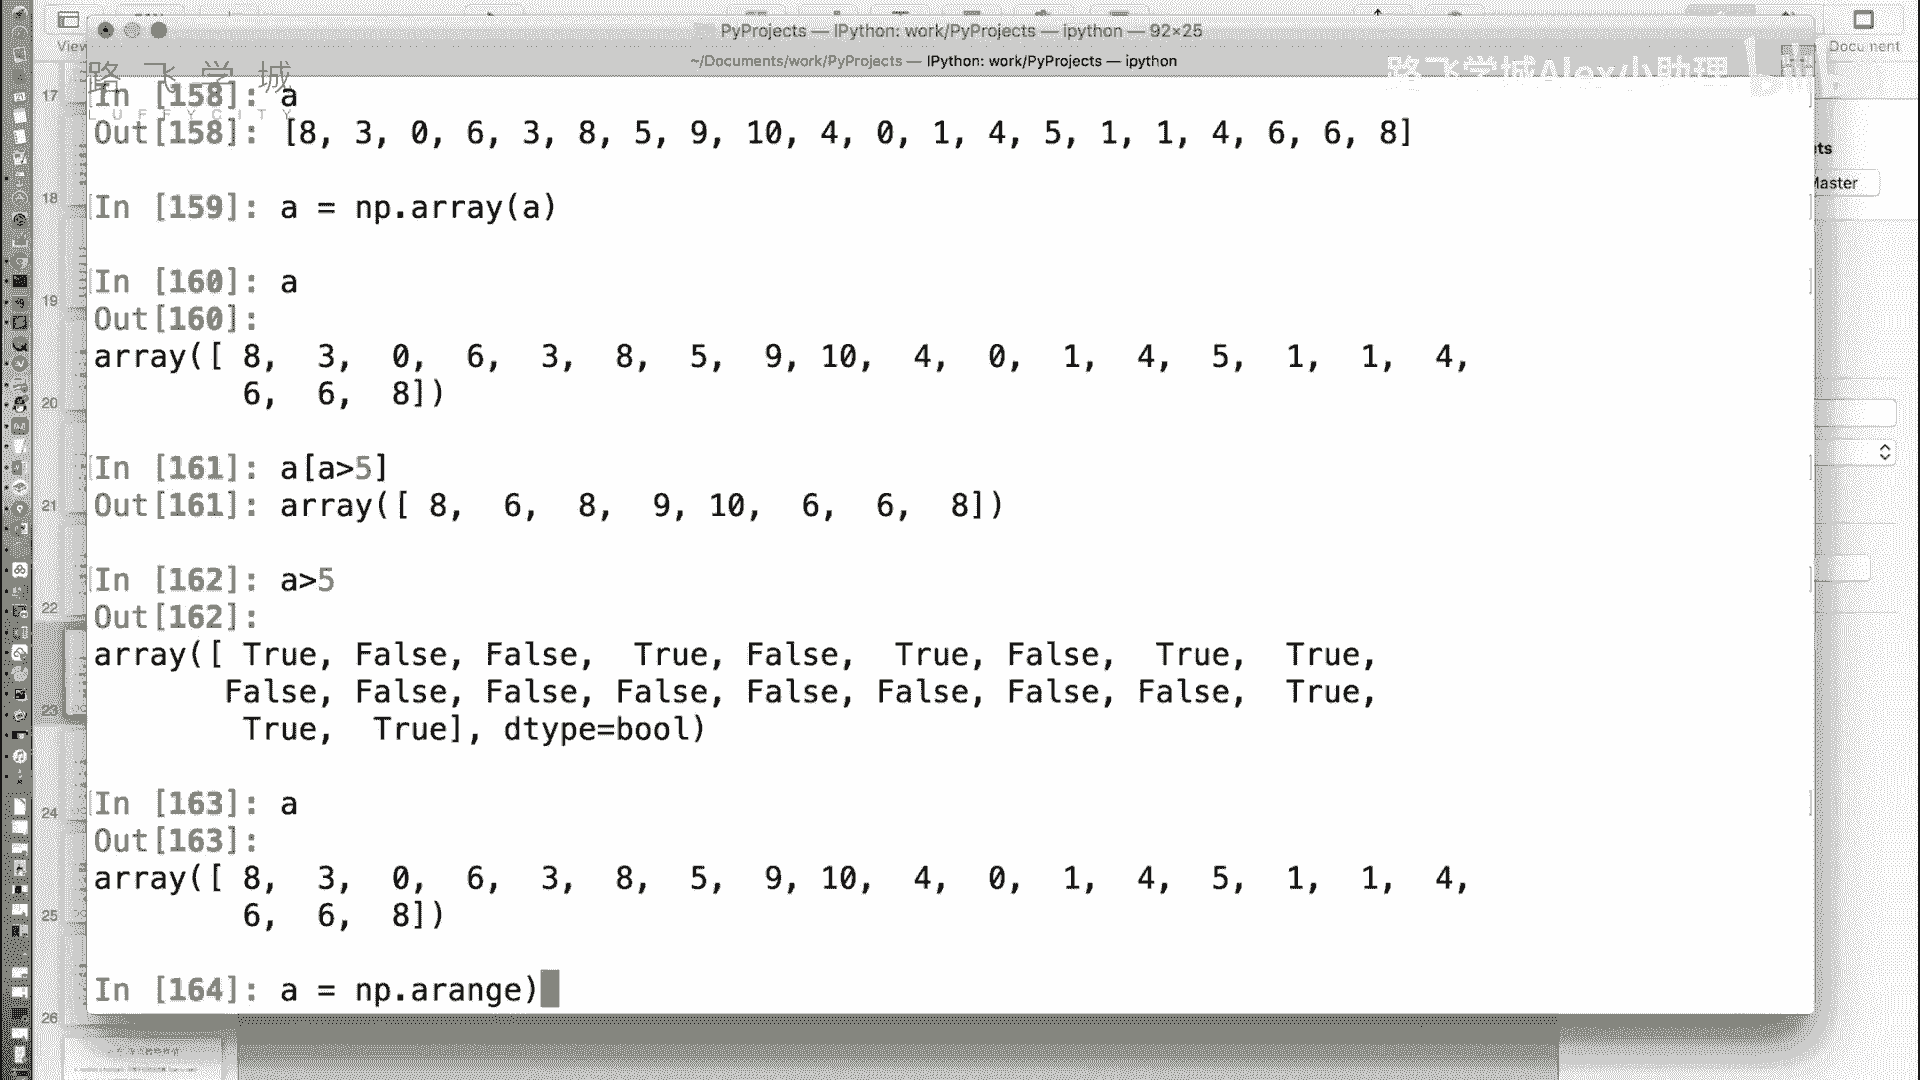 PyProjects — IPython: work/PyProjects — ipython — 92×25
~/Documents/work/PyProjects — IPython: work/PyProjects — ipython
View
Document
路飞学城
LUFFYCITY
路飞学城Alex小助理
Master
In [158]: a
Out[158]: [8, 3, 0, 6, 3, 8, 5, 9, 10, 4, 0, 1, 4, 5, 1, 1, 4, 6, 6, 8]
In [159]: a = np.array(a)
In [160]: a
Out[160]:
array([ 8,  3,  0,  6,  3,  8,  5,  9, 10,  4,  0,  1,  4,  5,  1,  1,  4,
        6,  6,  8])
In [161]: a[a>5]
Out[161]: array([ 8,  6,  8,  9, 10,  6,  6,  8])
In [162]: a>5
Out[162]:
array([ True, False, False,  True, False,  True, False,  True,  True,
       False, False, False, False, False, False, False, False,  True,
        True,  True], dtype=bool)
In [163]: a
Out[163]:
array([ 8,  3,  0,  6,  3,  8,  5,  9, 10,  4,  0,  1,  4,  5,  1,  1,  4,
        6,  6,  8])
In [164]: a = np.arange)
17
18
19
20
21
22
23
24
25
26